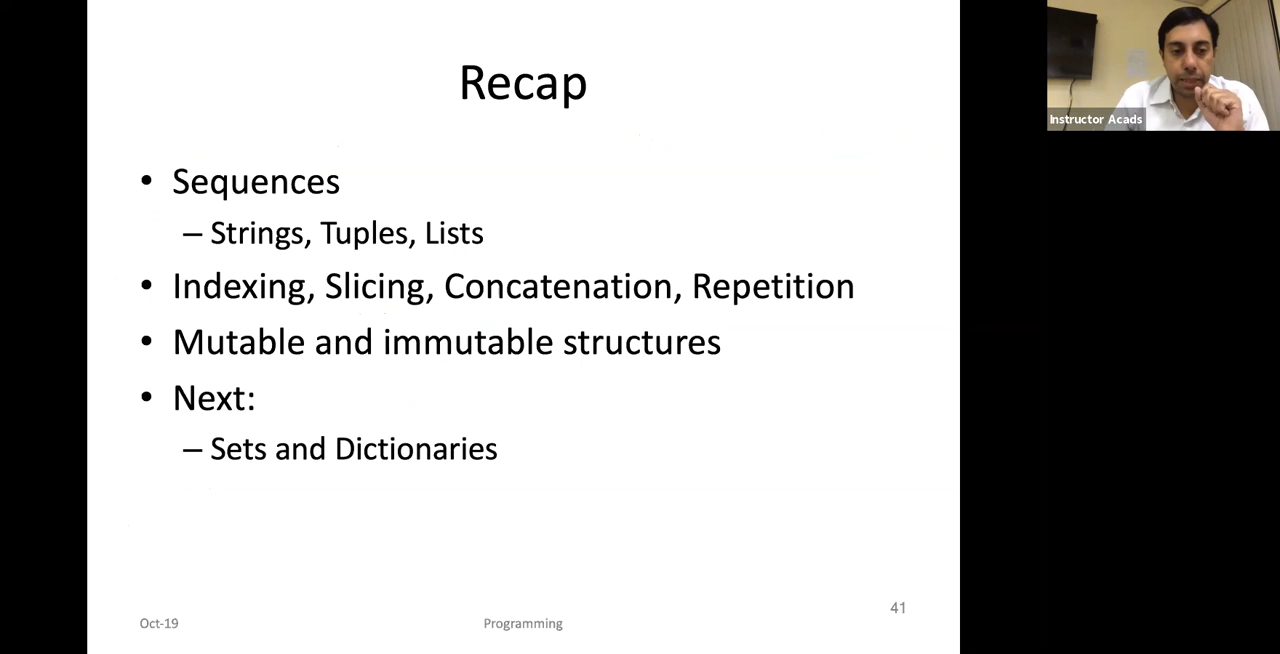 Recap
• Sequences
– Strings, Tuples, Lists
• Indexing, Slicing, Concatenation, Repetition
• Mutable and immutable structures
• Next:
– Sets and Dictionaries
Oct-19
Programming
41
Instructor Acads